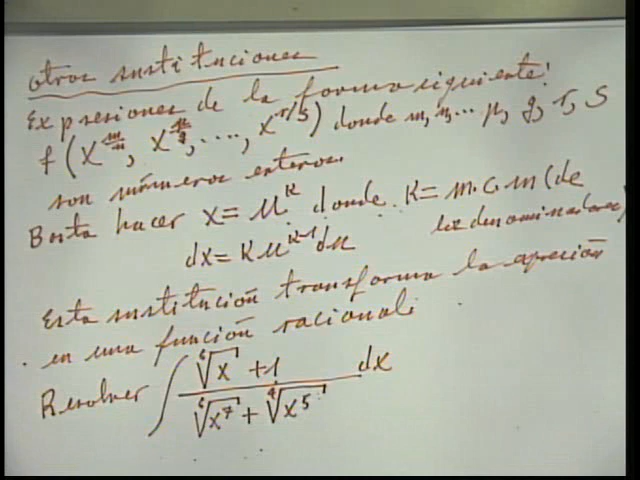 otras sustituciones
Expresiones de la forma siguiente:
f(x^{m/n}, x^{p/q}, ..., x^{r/s}) donde m, n, ... p, q, r, s
son números enteros.
Basta hacer x = u^k donde K = m.c.m (de
dx = K u^{k-1} du los denominadores)
Esta sustitución transforma la
en una función racional:
Resolver ∫ (⁶√x + 1) / (⁶√x⁷ + ⁴√x⁵) dx